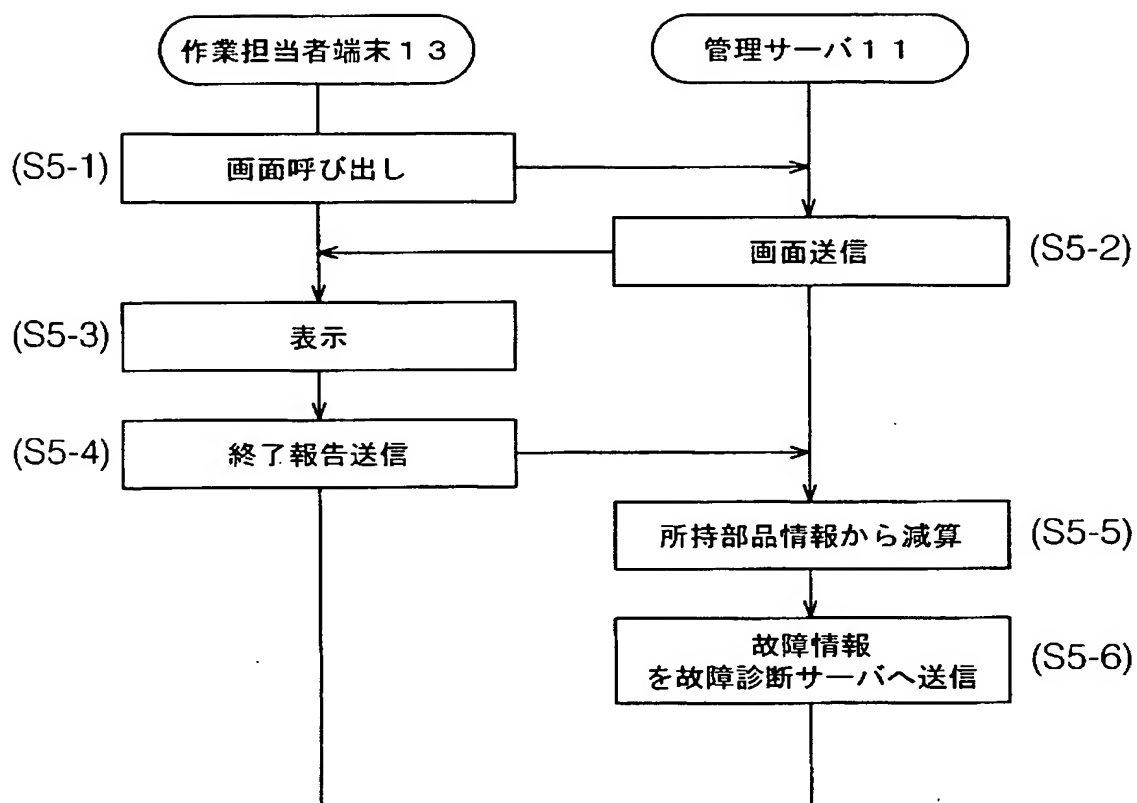 作業担当者端末13
管理サーバ11
(S5-1)
画面呼び出し
画面送信
(S5-2)
(S5-3)
表示
(S5-4)
終了報告送信
所持部品情報から減算
(S5-5)
故障情報
を故障診断サーバへ送信
(S5-6)